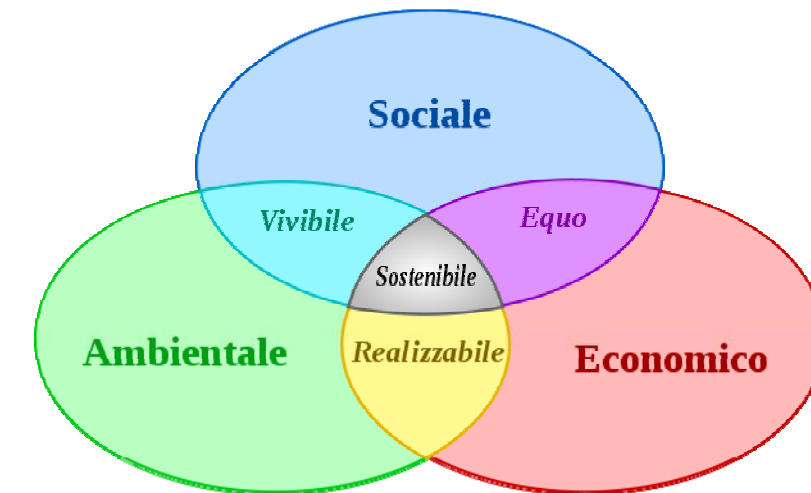 Sociale
Vivibile
Equo
Sostenibile
Ambientale
Realizzabile
Economico